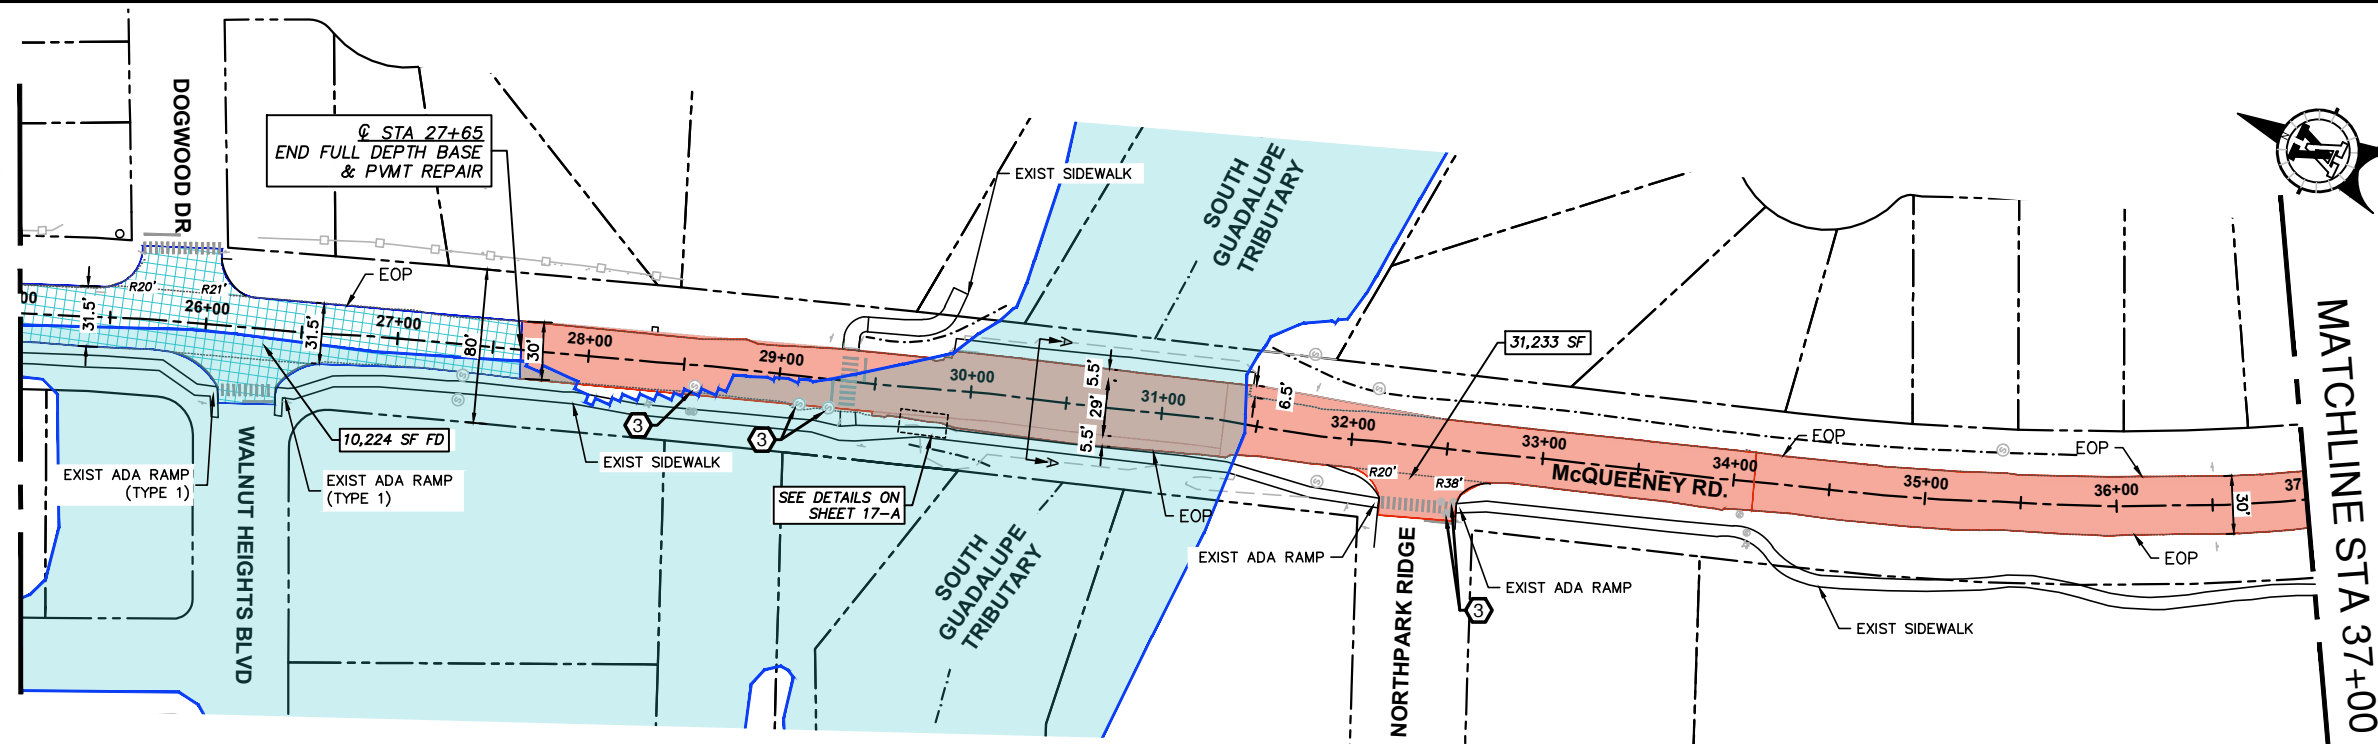 DOGWOOD DR
℄ STA 27+65
END FULL DEPTH BASE
& PVMT REPAIR
EXIST SIDEWALK
SOUTH
GUADALUPE
TRIBUTARY
EOP
R20'
R21'
00
31.5'
26+00
31.5'
27+00
80'
30'
28+00
29+00
30+00
A
5.5'
29'
5.5'
A
31+00
6.5'
31,233 SF
32+00
33+00
34+00
McQUEENEY RD.
EOP
35+00
EOP
36+00
37
30'
EOP
MATCHLINE STA 37+00
10,224 SF FD
3
3
EXIST SIDEWALK
EXIST ADA RAMP
(TYPE 1)
WALNUT HEIGHTS BLVD
EXIST ADA RAMP
(TYPE 1)
SEE DETAILS ON
SHEET 17-A
EOP
SOUTH
GUADALUPE
TRIBUTARY
R20'
R38'
EXIST ADA RAMP
NORTHPARK RIDGE
3
EXIST ADA RAMP
EXIST SIDEWALK